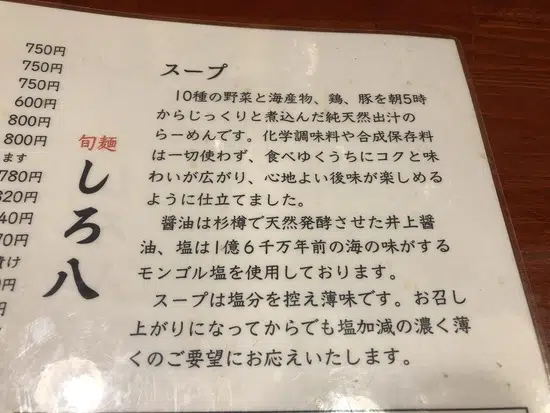 750円
750円
750円
600円
800円
800円
ます
780円
820円
40円
70円
付け
円
円
旬麺
しろ八
スープ
10種の野菜と海産物、鶏、豚を朝5時
からじっくりと煮込んだ純天然出汁の
らーめんです。化学調味料や合成保存料
は一切使わず、食べゆくうちにコクと味
わいが広がり、心地よい後味が楽しめる
ように仕立てました。
醤油は杉樽で天然発酵させた井上醤
油、塩は1億6千万年前の海の味がする
モンゴル塩を使用しております。
スープは塩分を控え薄味です。お召し
上がりになってからでも塩加減の濃く薄
くのご要望にお応えいたします。